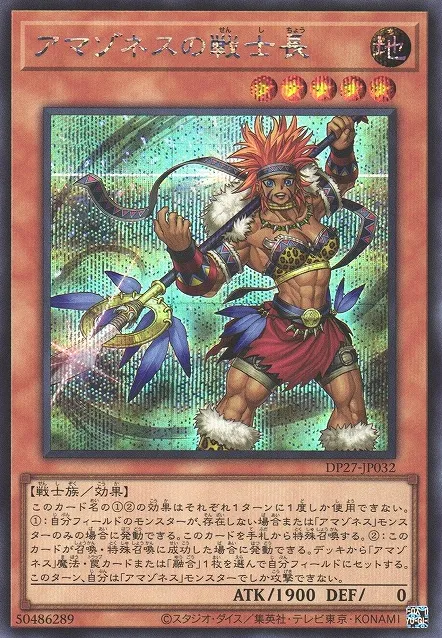 アマゾネスの戦士長
地
DP27-JP032
【戦士族／効果】
このカード名の①②の効果はそれぞれ１ターンに１度しか使用できない。
①：自分フィールドのモンスターが、存在しない場合または「アマゾネス」モン
スターのみの場合に発動できる。このカードを手札から特殊召喚する。②：この
カードが召喚・特殊召喚に成功した場合に発動できる。デッキから「アマゾ
ネス」魔法・罠カードまたは「融合」１枚を選んで自分フィールドにセットする。
このターン、自分は「アマゾネス」モンスターでしか攻撃できない。
ATK/1900 DEF/ 0
S0486289
©スタジオ・ダイス／集英社・テレビ東京・KONAMI